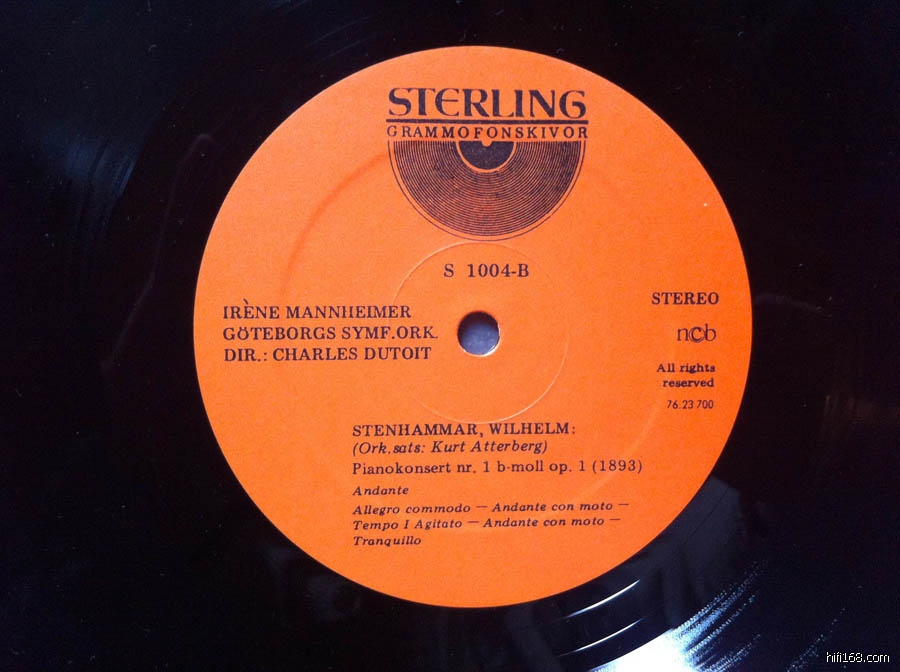 STERLING
GRAMMOFONSKIVOR
S 1004-B
IRÈNE MANNHEIMER
GÖTEBORGS SYMF.ORK.
DIR.: CHARLES DUTOIT
STEREO
ncb
All rights
reserved
76.23 700
STENHAMMAR, WILHELM:
(Ork.sats: Kurt Atterberg)
Pianokonsert nr. 1 b-moll op. 1 (1893)
Andante
Allegro commodo — Andante con moto —
Tempo I Agitato — Andante con moto —
Tranquillo
hifi168.com